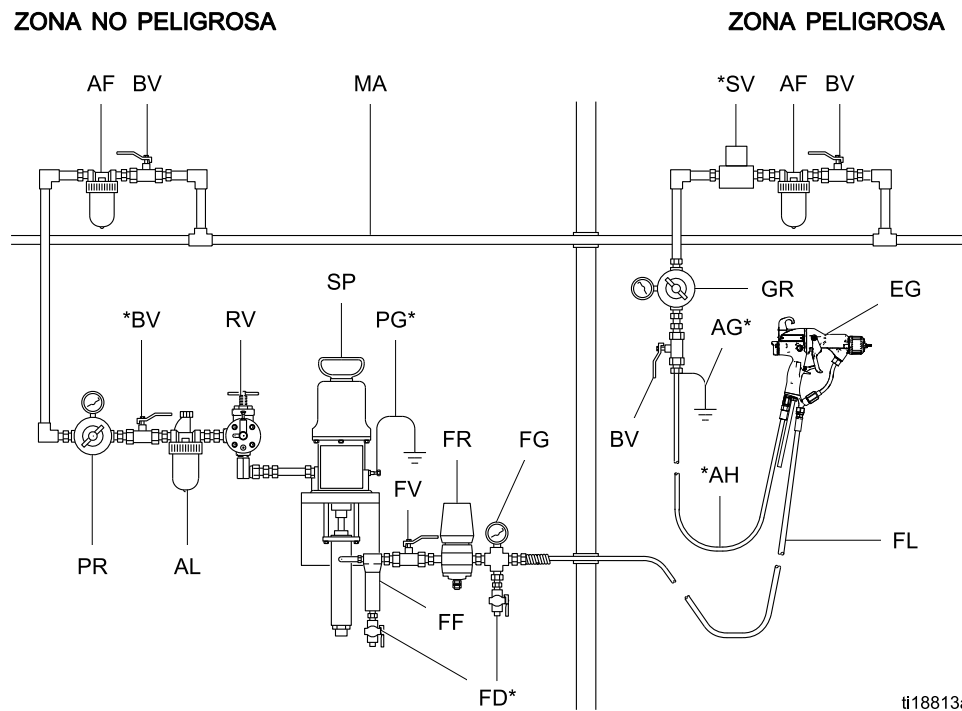 ZONA NO PELIGROSA ZONA PELIGROSA
AF BV MA *SV AF BV
SP GR EG
*BV RV PG* AG*
FR FG BV
FV *AH
PR AL FL
FF
FD*
ti18813a